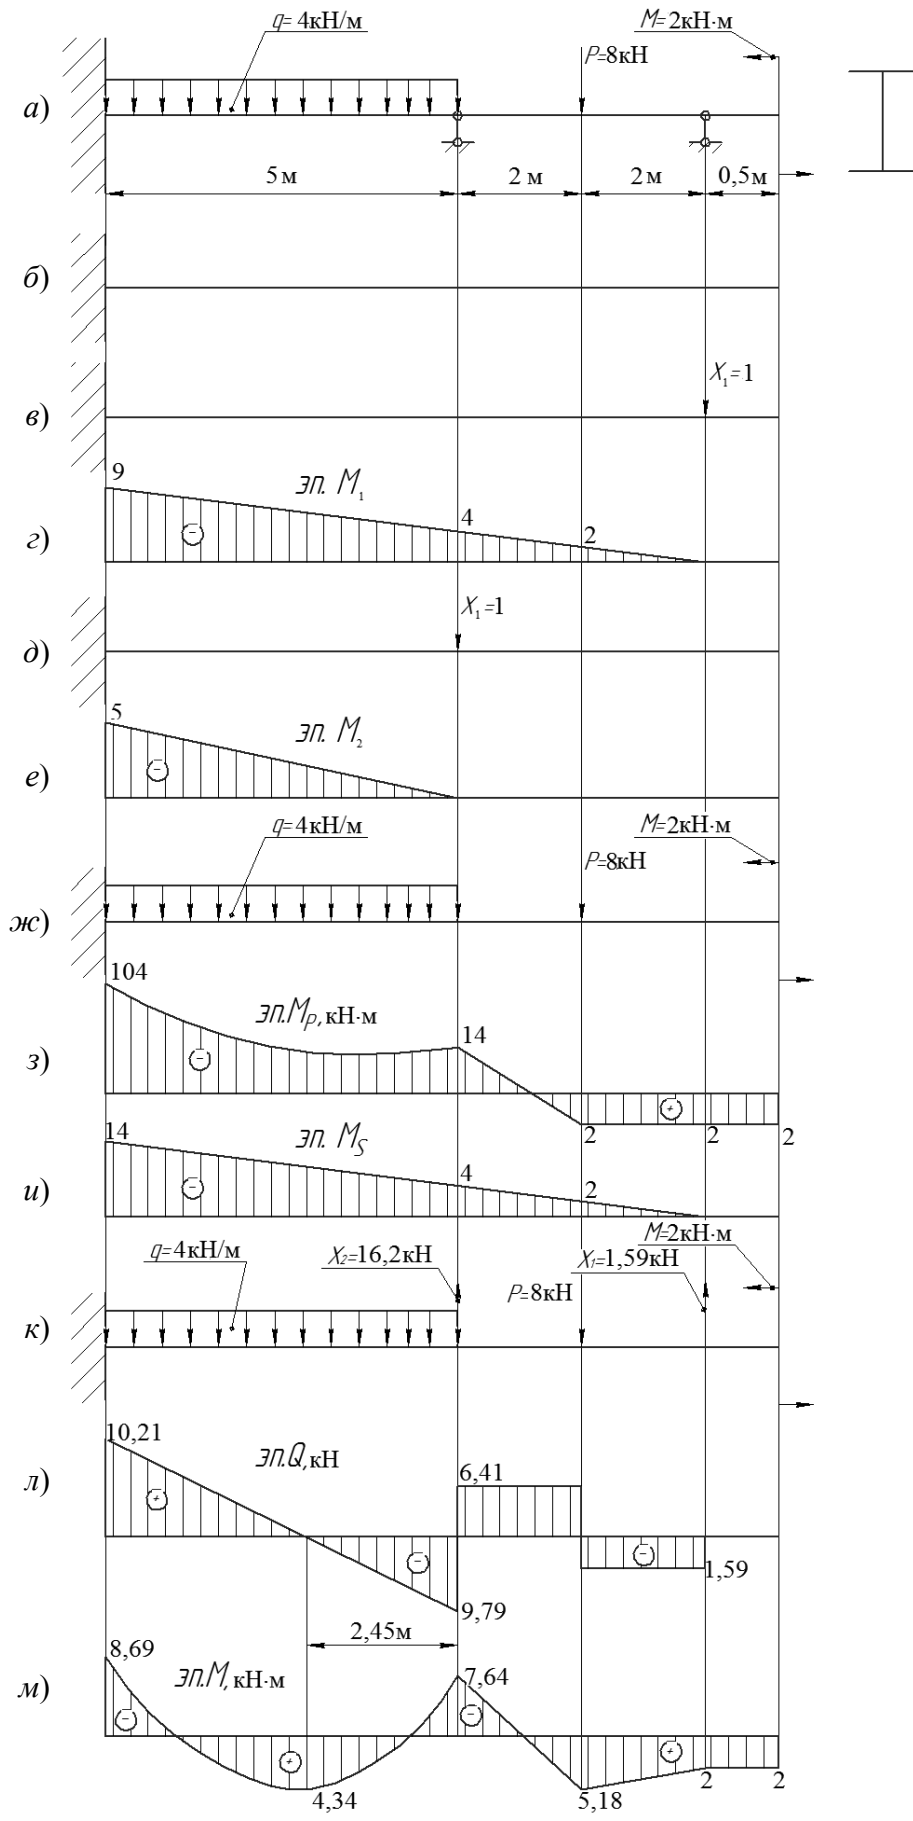 q=4кН/м
M=2кН·м
P=8кН
а)
5 м
2 м
2 м
0,5м
б)
X₁=1
в)
9
эп. M₁
4
2
г)
X₁=1
д)
5
эп. M₂
е)
q=4кН/м
M=2кН·м
P=8кН
ж)
104
эп.Mр, кН·м
14
з)
2
2
2
14
эп. MS
4
2
и)
q=4кН/м
X₂=16,2кН
M=2кН·м
X₁=1,59кН
P=8кН
к)
10,21
эп.Q, кН
6,41
л)
1,59
9,79
2,45м
8,69
эп.M, кН·м
7,64
м)
4,34
5,18
2
2